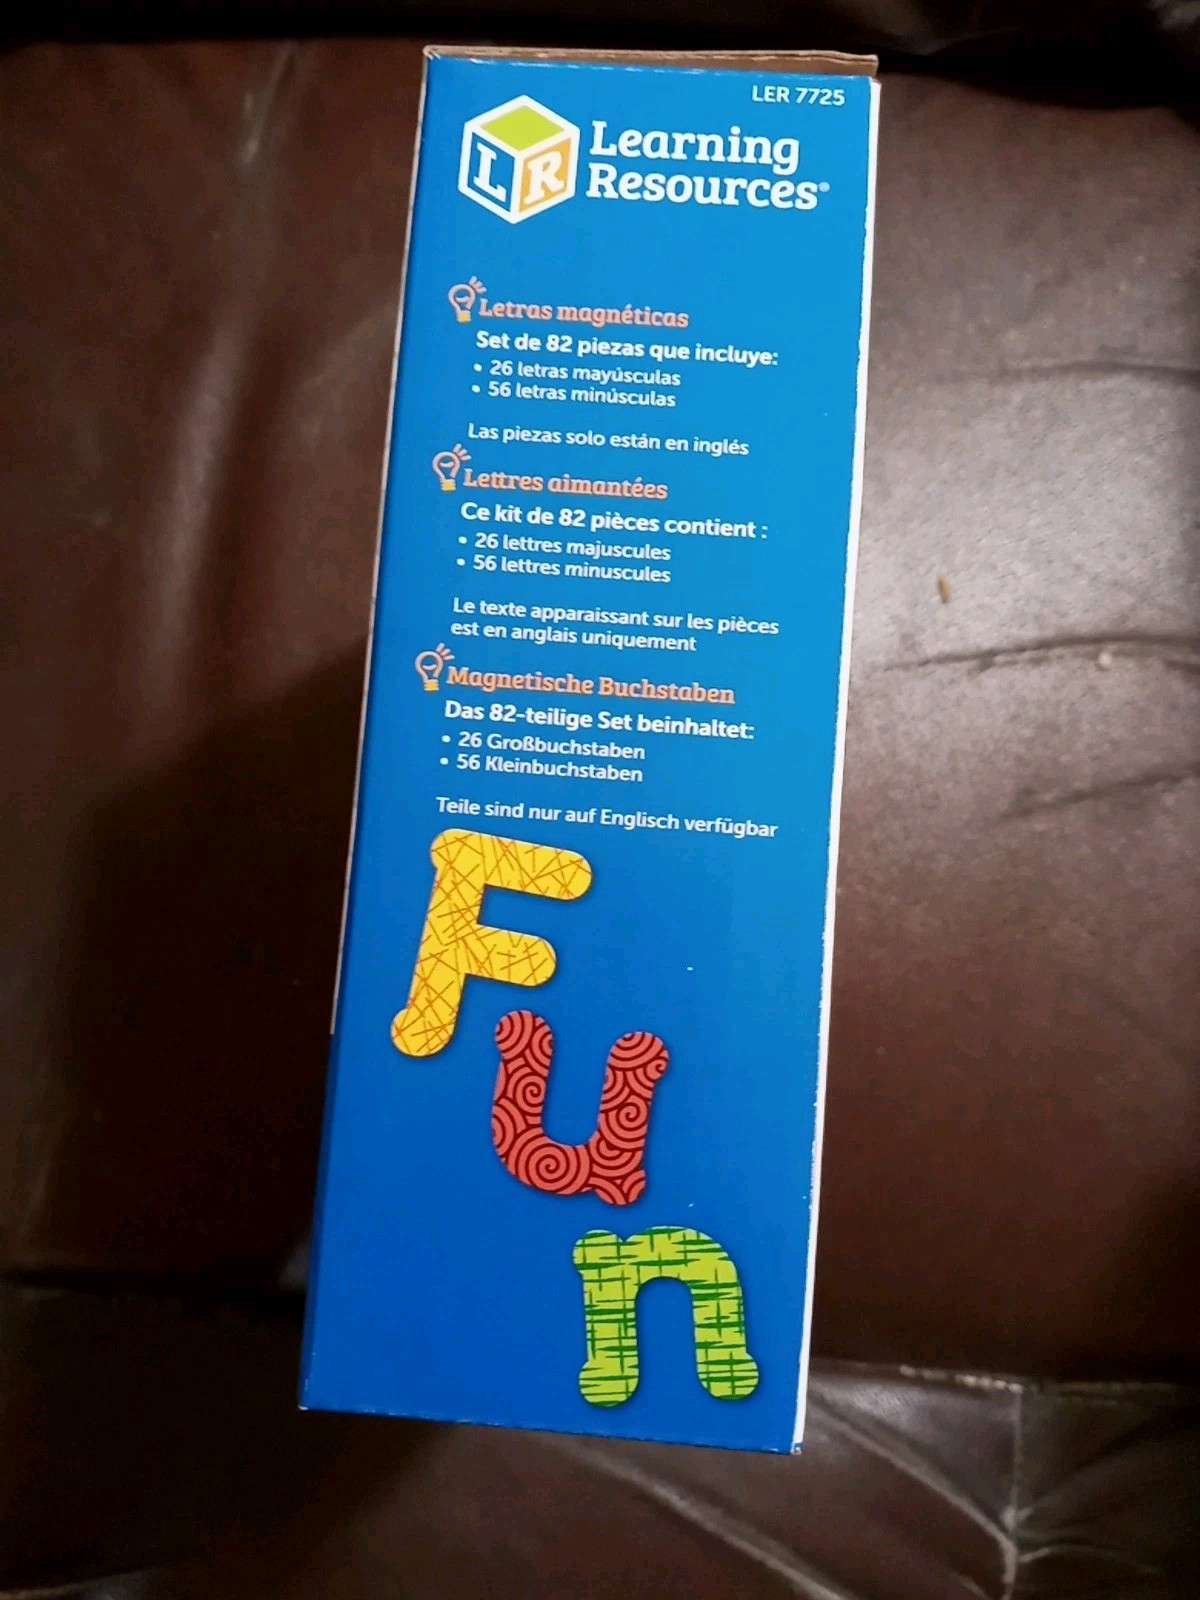 LER 7725
LR
Learning
Resources®
Letras magnéticas
Set de 82 piezas que incluye:
• 26 letras mayúsculas
• 56 letras minúsculas
Las piezas solo están en inglés
Lettres aimantées
Ce kit de 82 pièces contient :
• 26 lettres majuscules
• 56 lettres minuscules
Le texte apparaissant sur les pièces
est en anglais uniquement
Magnetische Buchstaben
Das 82-teilige Set beinhaltet:
• 26 Großbuchstaben
• 56 Kleinbuchstaben
Teile sind nur auf Englisch verfügbar
Fun